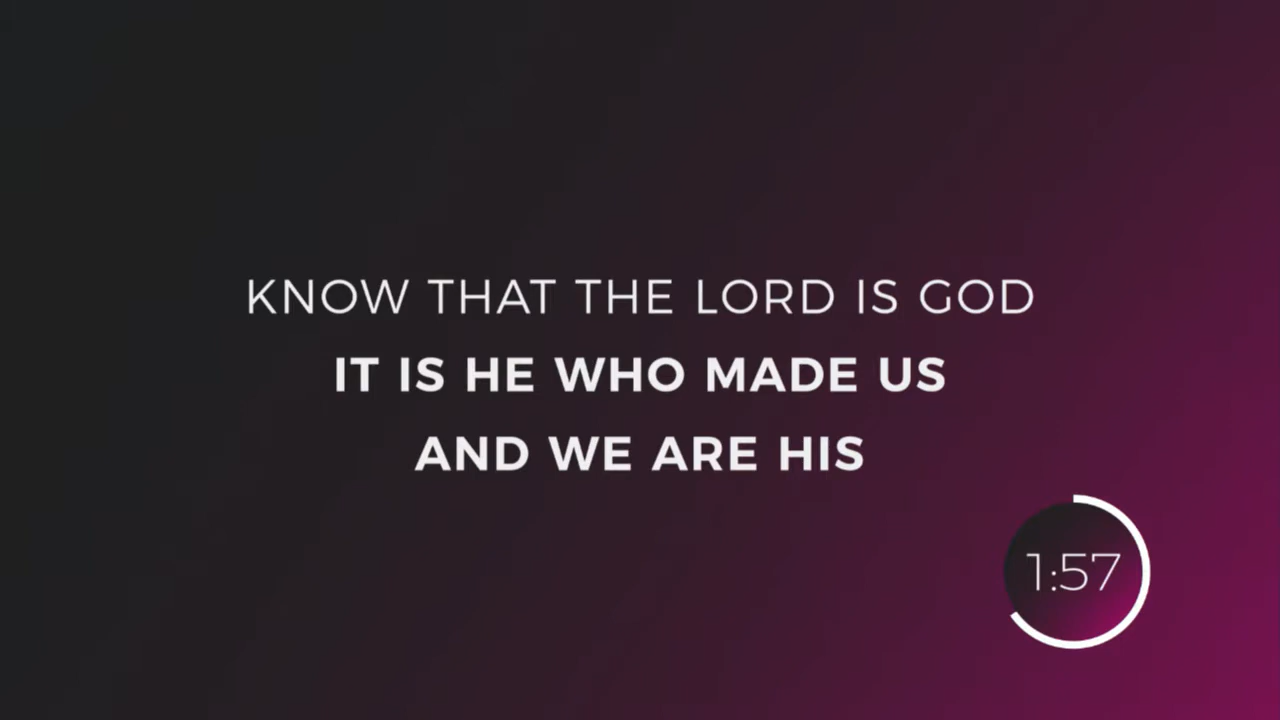 KNOW THAT THE LORD IS GOD
IT IS HE WHO MADE US
AND WE ARE HIS
1:57